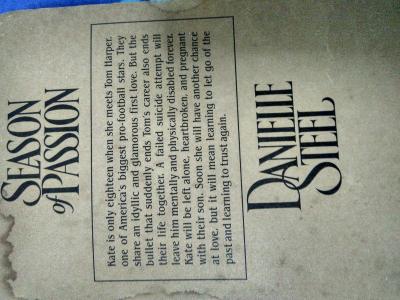 SEASON
of PASSION
Kate is only eighteen when she meets Tom Harper,
one of America's biggest pro-football stars. They
share an idyllic and glamorous first love. But the
bullet that suddenly ends Tom's career also ends
their life together. A failed suicide attempt will
leave him mentally and physically disabled forever.
Kate will be left alone, heartbroken, and pregnant
with their son. Soon she will have another chance
at love, but it will mean learning to let go of the
past and learning to trust again.
DANIELLE
STEEL